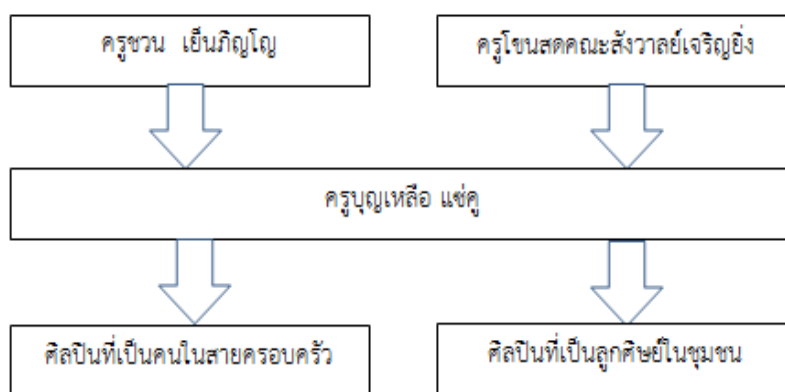 ครูชวน เย็นภิญโญ
ครูโขนสดคณะสังวาลย์เจริญยิ่ง
ครูบุญเหลือ แซ่คู
ศิลปินที่เป็นคนในสายครอบครัว
ศิลปินที่เป็นลูกศิษย์ในชุมชน